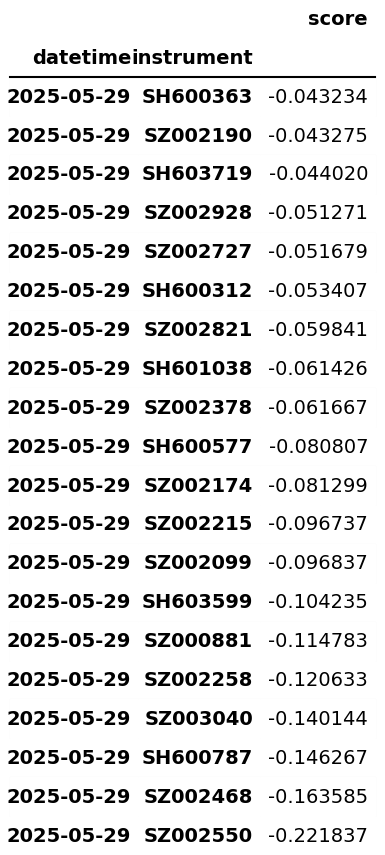 score
datetime instrument
2025-05-29 SH600363 -0.043234
2025-05-29 SZ002190 -0.043275
2025-05-29 SH603719 -0.044020
2025-05-29 SZ002928 -0.051271
2025-05-29 SZ002727 -0.051679
2025-05-29 SH600312 -0.053407
2025-05-29 SZ002821 -0.059841
2025-05-29 SH601038 -0.061426
2025-05-29 SZ002378 -0.061667
2025-05-29 SH600577 -0.080807
2025-05-29 SZ002174 -0.081299
2025-05-29 SZ002215 -0.096737
2025-05-29 SZ002099 -0.096837
2025-05-29 SH603599 -0.104235
2025-05-29 SZ000881 -0.114783
2025-05-29 SZ002258 -0.120633
2025-05-29 SZ003040 -0.140144
2025-05-29 SH600787 -0.146267
2025-05-29 SZ002468 -0.163585
2025-05-29 SZ002550 -0.221837